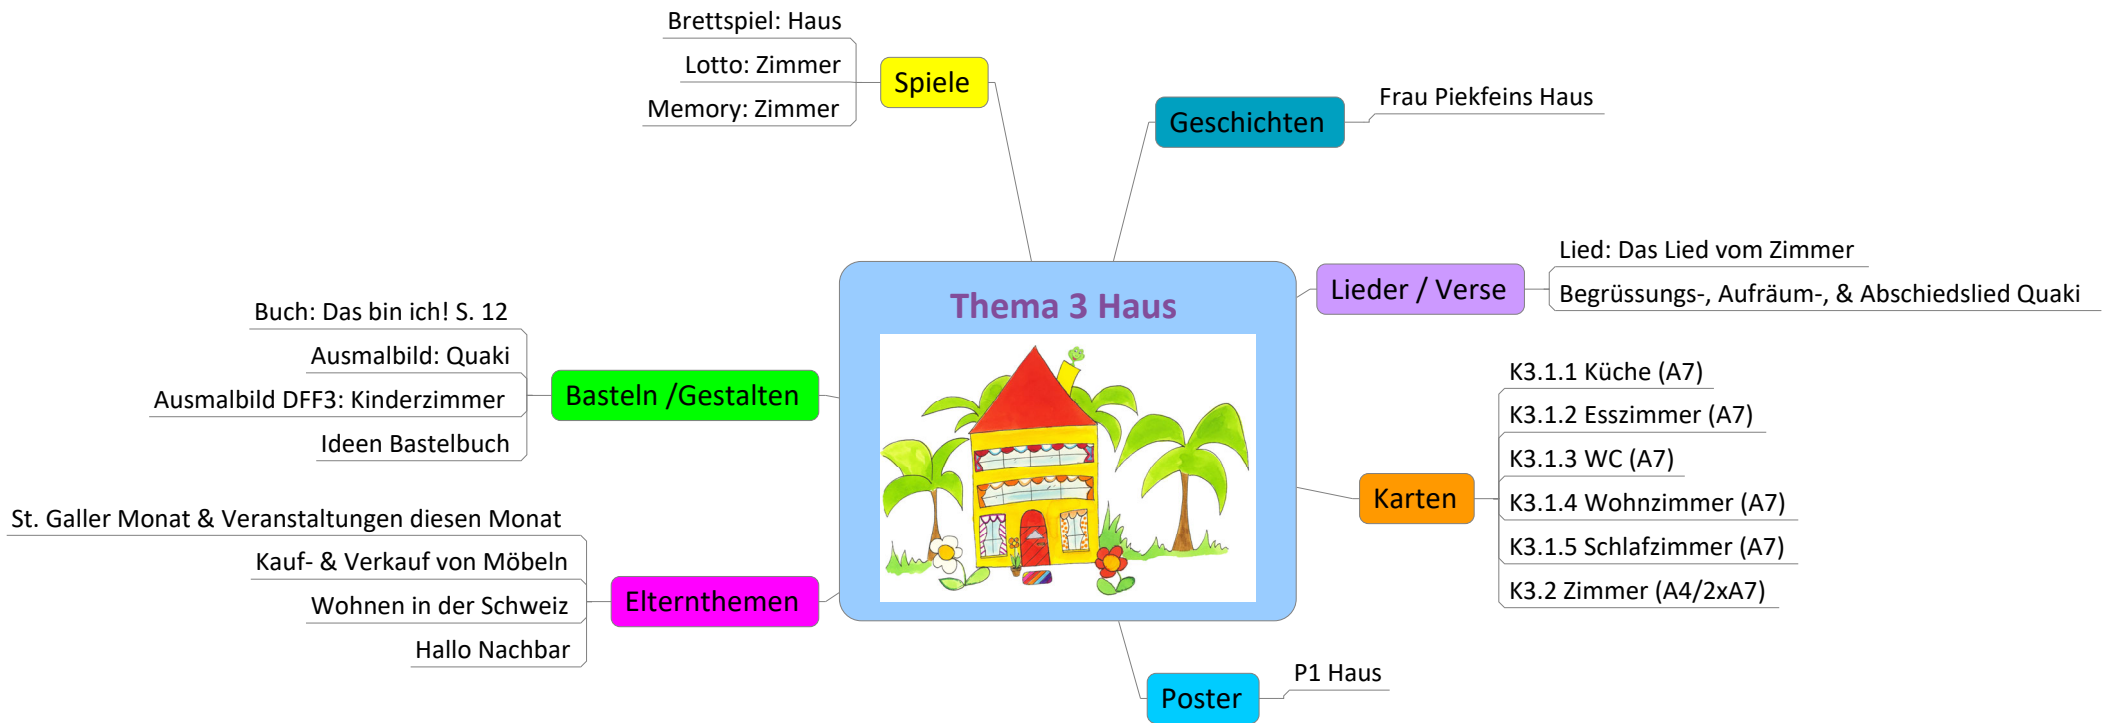 Thema 3 Haus
Spiele
Brettspiel: Haus
Lotto: Zimmer
Memory: Zimmer
Geschichten
Frau Piekfeins Haus
Lieder / Verse
Lied: Das Lied vom Zimmer
Begrüssungs-, Aufräum-, & Abschiedslied Quaki
Karten
K3.1.1 Küche (A7)
K3.1.2 Esszimmer (A7)
K3.1.3 WC (A7)
K3.1.4 Wohnzimmer (A7)
K3.1.5 Schlafzimmer (A7)
K3.2 Zimmer (A4/2xA7)
Poster
P1 Haus
Elternthemen
St. Galler Monat & Veranstaltungen diesen Monat
Kauf- & Verkauf von Möbeln
Wohnen in der Schweiz
Hallo Nachbar
Basteln /Gestalten
Buch: Das bin ich! S. 12
Ausmalbild: Quaki
Ausmalbild DFF3: Kinderzimmer
Ideen Bastelbuch